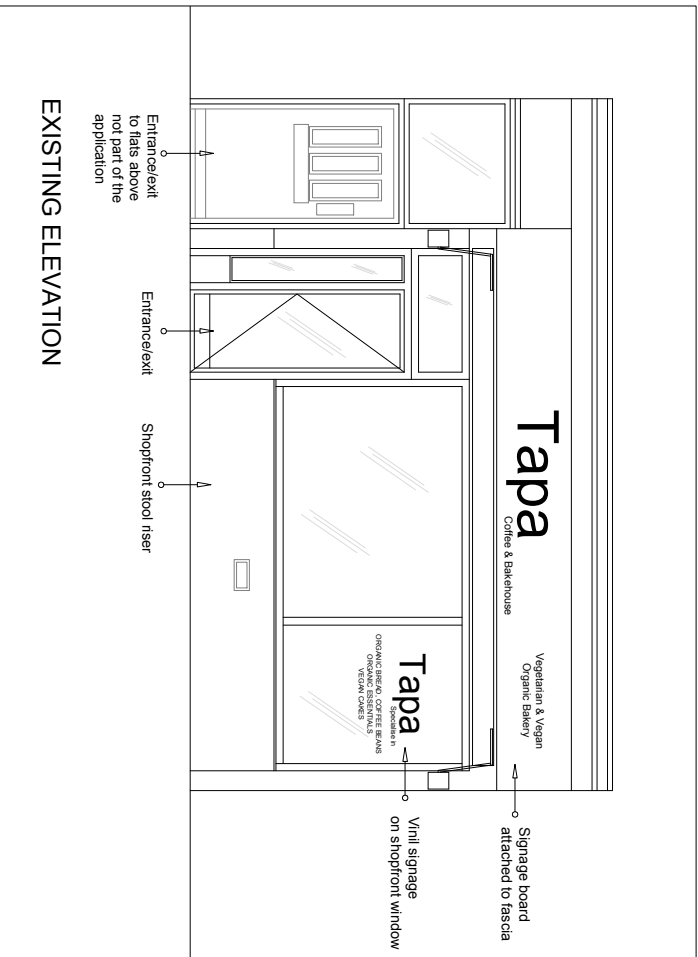 Tapa
Coffee & Bakehouse
Vegetarian & Vegan
Organic Bakery
Signage board
attached to fascia
Tapa
Specialise in
ORGANIC BREAD, COFFEE BEANS
ORGANIC ESSENTIALS
VEGAN CAKES
Vinil signage
on shopfront window
Entrance/exit
to flats above
not part of the
application
Entrance/exit
Shopfront stool riser
EXISTING ELEVATION